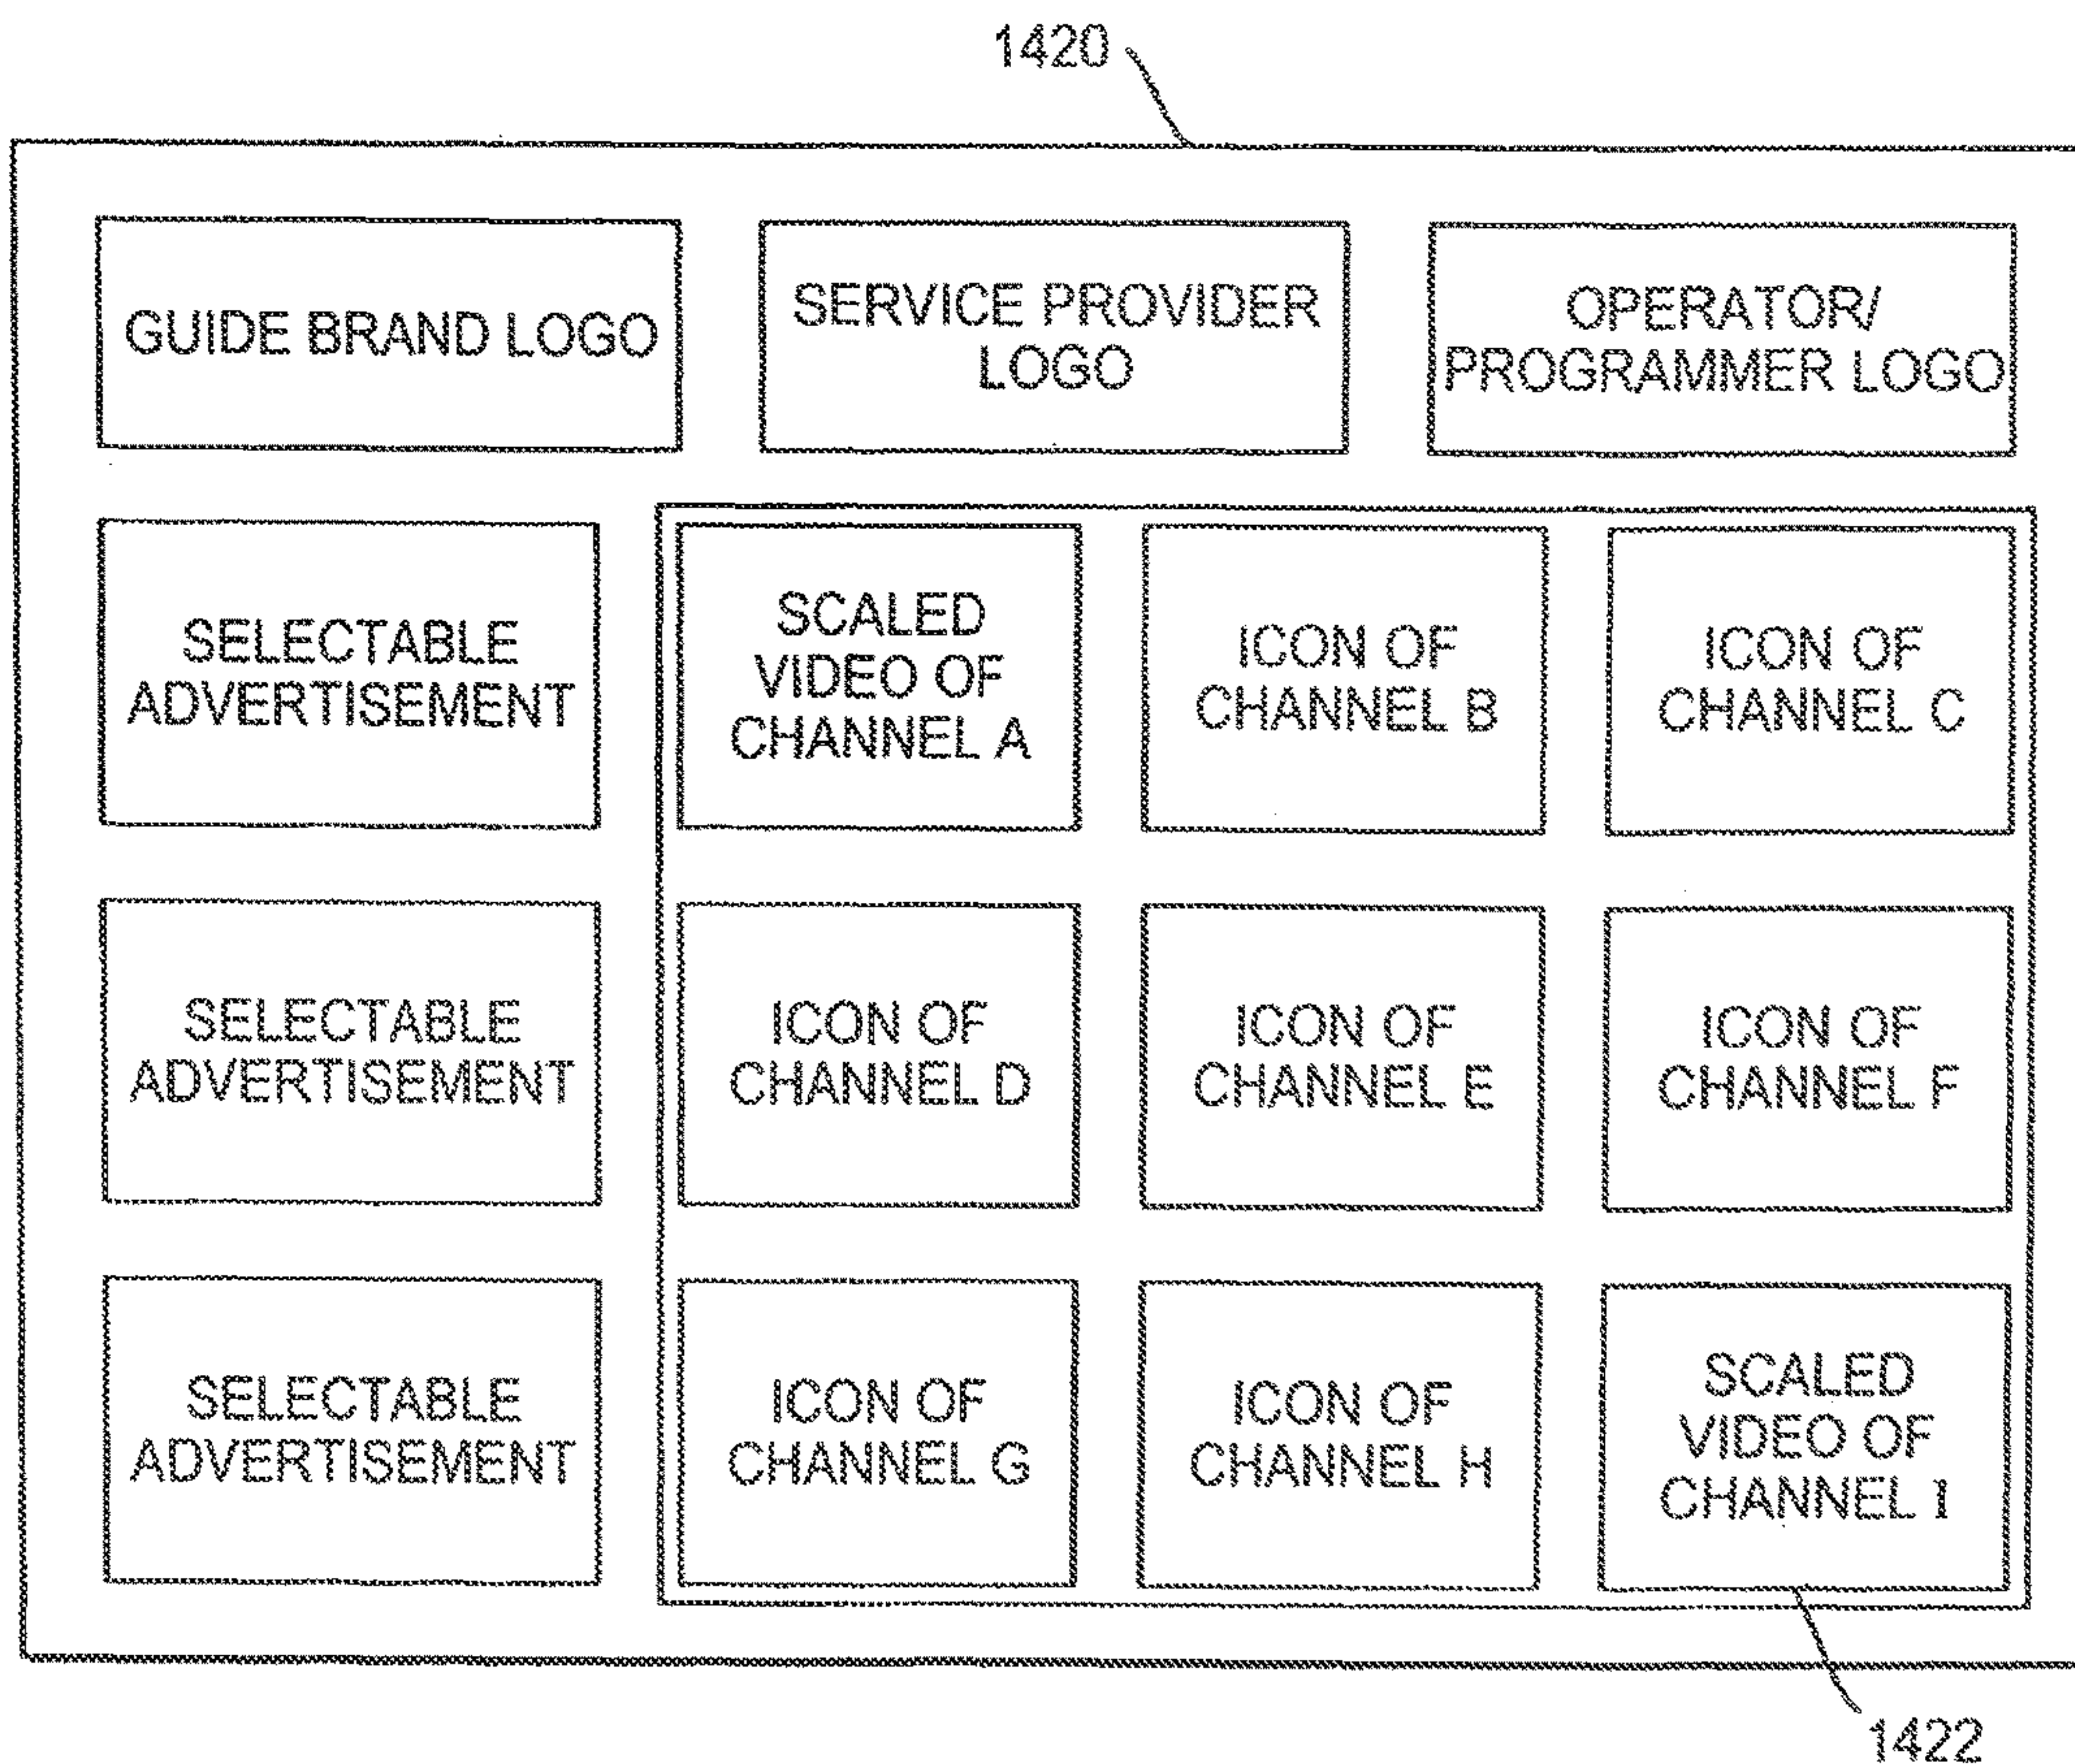 1420
GUIDE BRAND LOGO
SERVICE PROVIDER
LOGO
OPERATOR/
PROGRAMMER LOGO
SELECTABLE
ADVERTISEMENT
SCALED
VIDEO OF
CHANNEL A
ICON OF
CHANNEL B
ICON OF
CHANNEL C
SELECTABLE
ADVERTISEMENT
ICON OF
CHANNEL D
ICON OF
CHANNEL E
ICON OF
CHANNEL F
SELECTABLE
ADVERTISEMENT
ICON OF
CHANNEL G
ICON OF
CHANNEL H
SCALED
VIDEO OF
CHANNEL I
1422